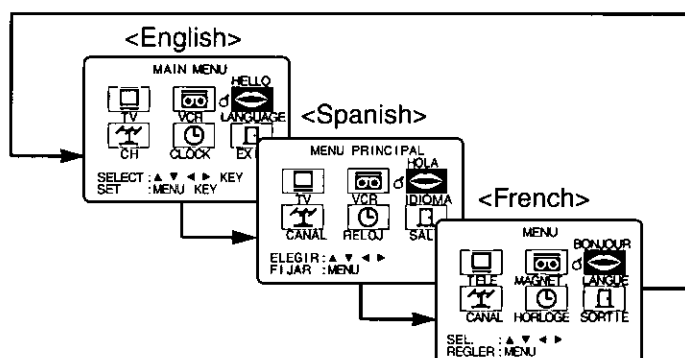 <English>
MAIN MENU
HELLO
TV VCR LANGUAGE
CH CLOCK
SELECT :▲ ▼ ◄ ► KEY
SET :MENU KEY
<Spanish>
MENU PRINCIPAL
HOLA
TV VCR IDIOMA
CANAL RELOJ
ELEGIR :▲ ▼ ◄ ►
FIJAR :MENU
<French>
MENU
BONJOUR
TELE MAGNET. LANGUE
CANAL HORLOGE SORTIE
SEL. :▲ ▼ ◄ ►
REGLER :MENU